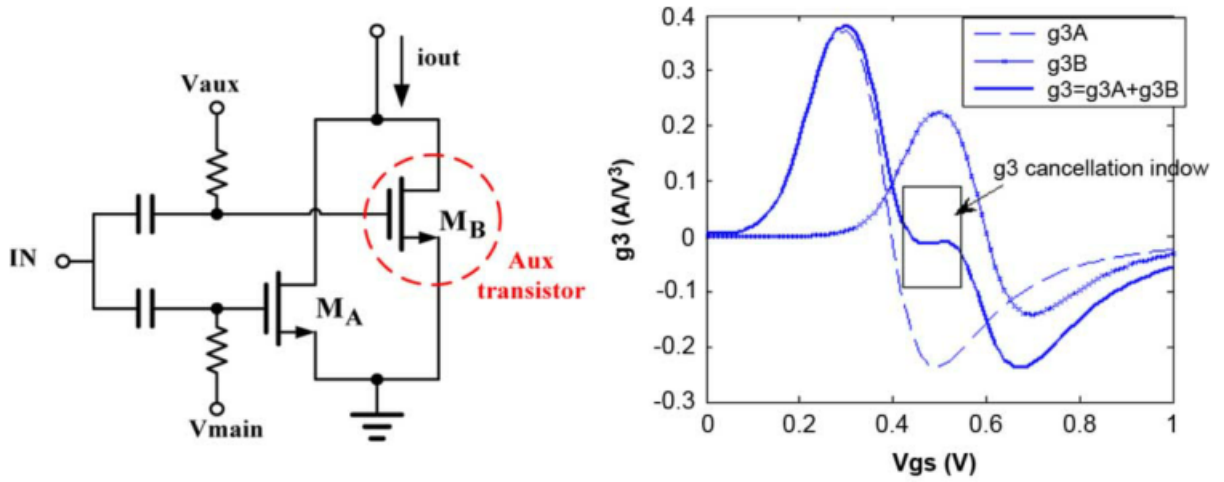 Vaux
iout
IN
M_B
Aux
transistor
M_A
Vmain
g3A
g3B
g3=g3A+g3B
g3 cancellation indow
g3 (A/V³)
0.4
0.3
0.2
0.1
0
-0.1
-0.2
-0.3
0 0.2 0.4 0.6 0.8 1
Vgs (V)